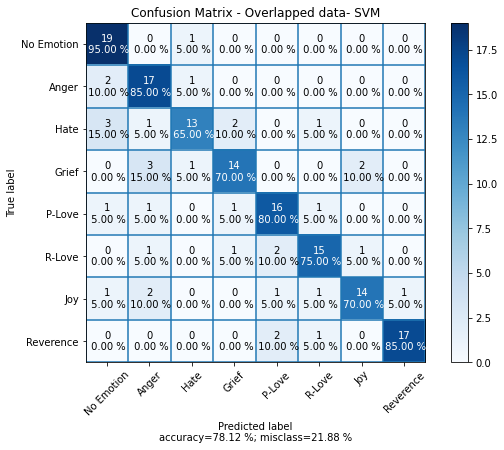 Confusion Matrix - Overlapped data- SVM
True label
No Emotion 19 0 1 0 0 0 0 0
95.00 % 0.00 % 5.00 % 0.00 % 0.00 % 0.00 % 0.00 % 0.00 %
Anger 2 17 1 0 0 0 0 0
10.00 % 85.00 % 5.00 % 0.00 % 0.00 % 0.00 % 0.00 % 0.00 %
Hate 3 1 13 2 0 1 0 0
15.00 % 5.00 % 65.00 % 10.00 % 0.00 % 5.00 % 0.00 % 0.00 %
Grief 0 3 1 14 0 0 2 0
0.00 % 15.00 % 5.00 % 70.00 % 0.00 % 0.00 % 10.00 % 0.00 %
P-Love 1 1 0 1 16 1 0 0
5.00 % 5.00 % 0.00 % 5.00 % 80.00 % 5.00 % 0.00 % 0.00 %
R-Love 0 1 0 1 2 15 1 0
0.00 % 5.00 % 0.00 % 5.00 % 10.00 % 75.00 % 5.00 % 0.00 %
Joy 1 2 0 0 1 1 14 1
5.00 % 10.00 % 0.00 % 0.00 % 5.00 % 5.00 % 70.00 % 5.00 %
Reverence 0 0 0 0 2 1 0 17
0.00 % 0.00 % 0.00 % 0.00 % 10.00 % 5.00 % 0.00 % 85.00 %
No Emotion Anger Hate Grief P-Love R-Love Joy Reverence
Predicted label
accuracy=78.12 %; misclass=21.88 %
17.5
15.0
12.5
10.0
7.5
5.0
2.5
0.0